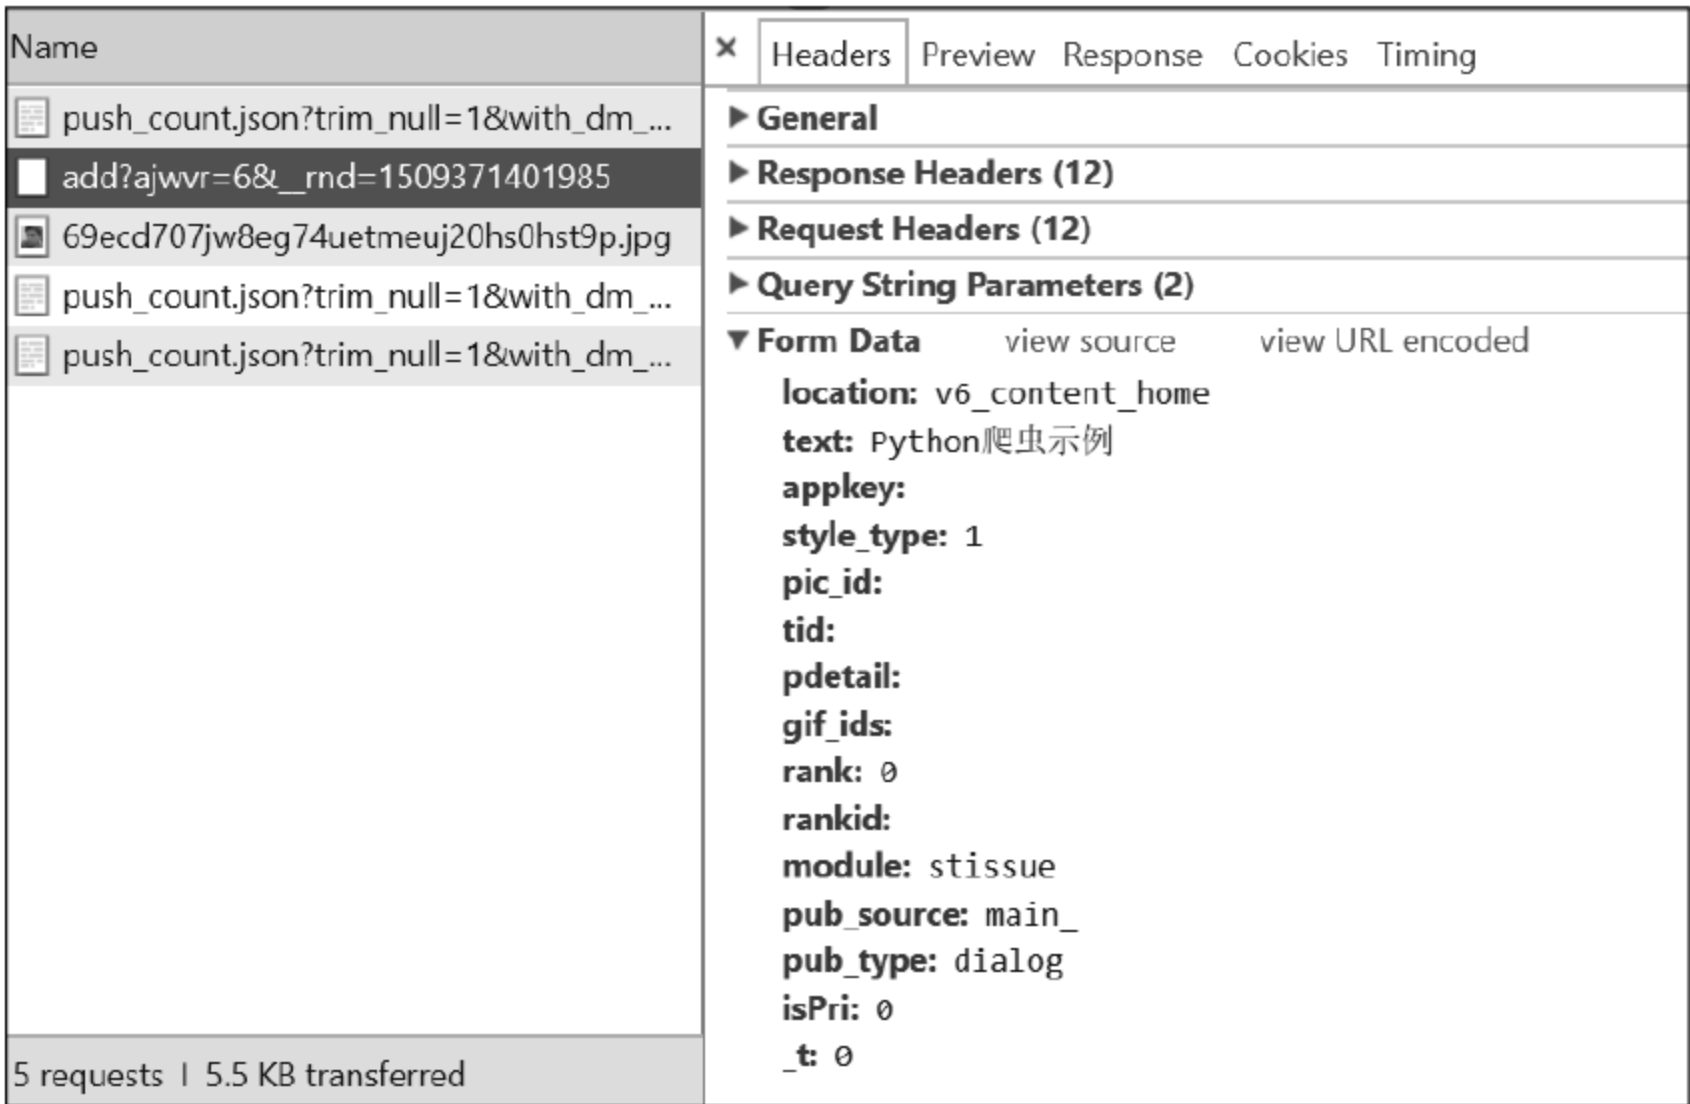 Name
push_count.json?trim_null=1&with_dm_...
add?ajwvr=6&__rnd=1509371401985
69ecd707jw8eg74uetmeuj20hs0hst9p.jpg
push_count.json?trim_null=1&with_dm_...
push_count.json?trim_null=1&with_dm_...
5 requests | 5.5 KB transferred
× Headers Preview Response Cookies Timing
▶ General
▶ Response Headers (12)
▶ Request Headers (12)
▶ Query String Parameters (2)
▼ Form Data view source view URL encoded
location: v6_content_home
text: Python爬虫示例
appkey:
style_type: 1
pic_id:
tid:
pdetail:
gif_ids:
rank: 0
rankid:
module: stissue
pub_source: main_
pub_type: dialog
isPri: 0
_t: 0